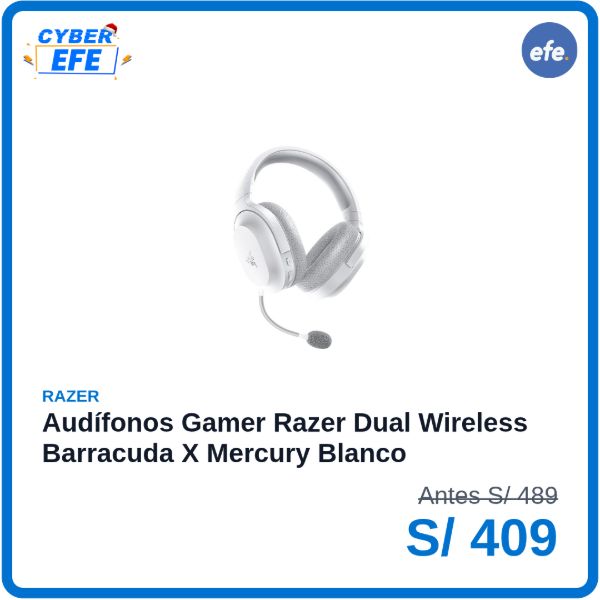 CYBER
EFE
efe.
RAZER
Audífonos Gamer Razer Dual Wireless
Barracuda X Mercury Blanco
Antes S/ 489
S/ 409